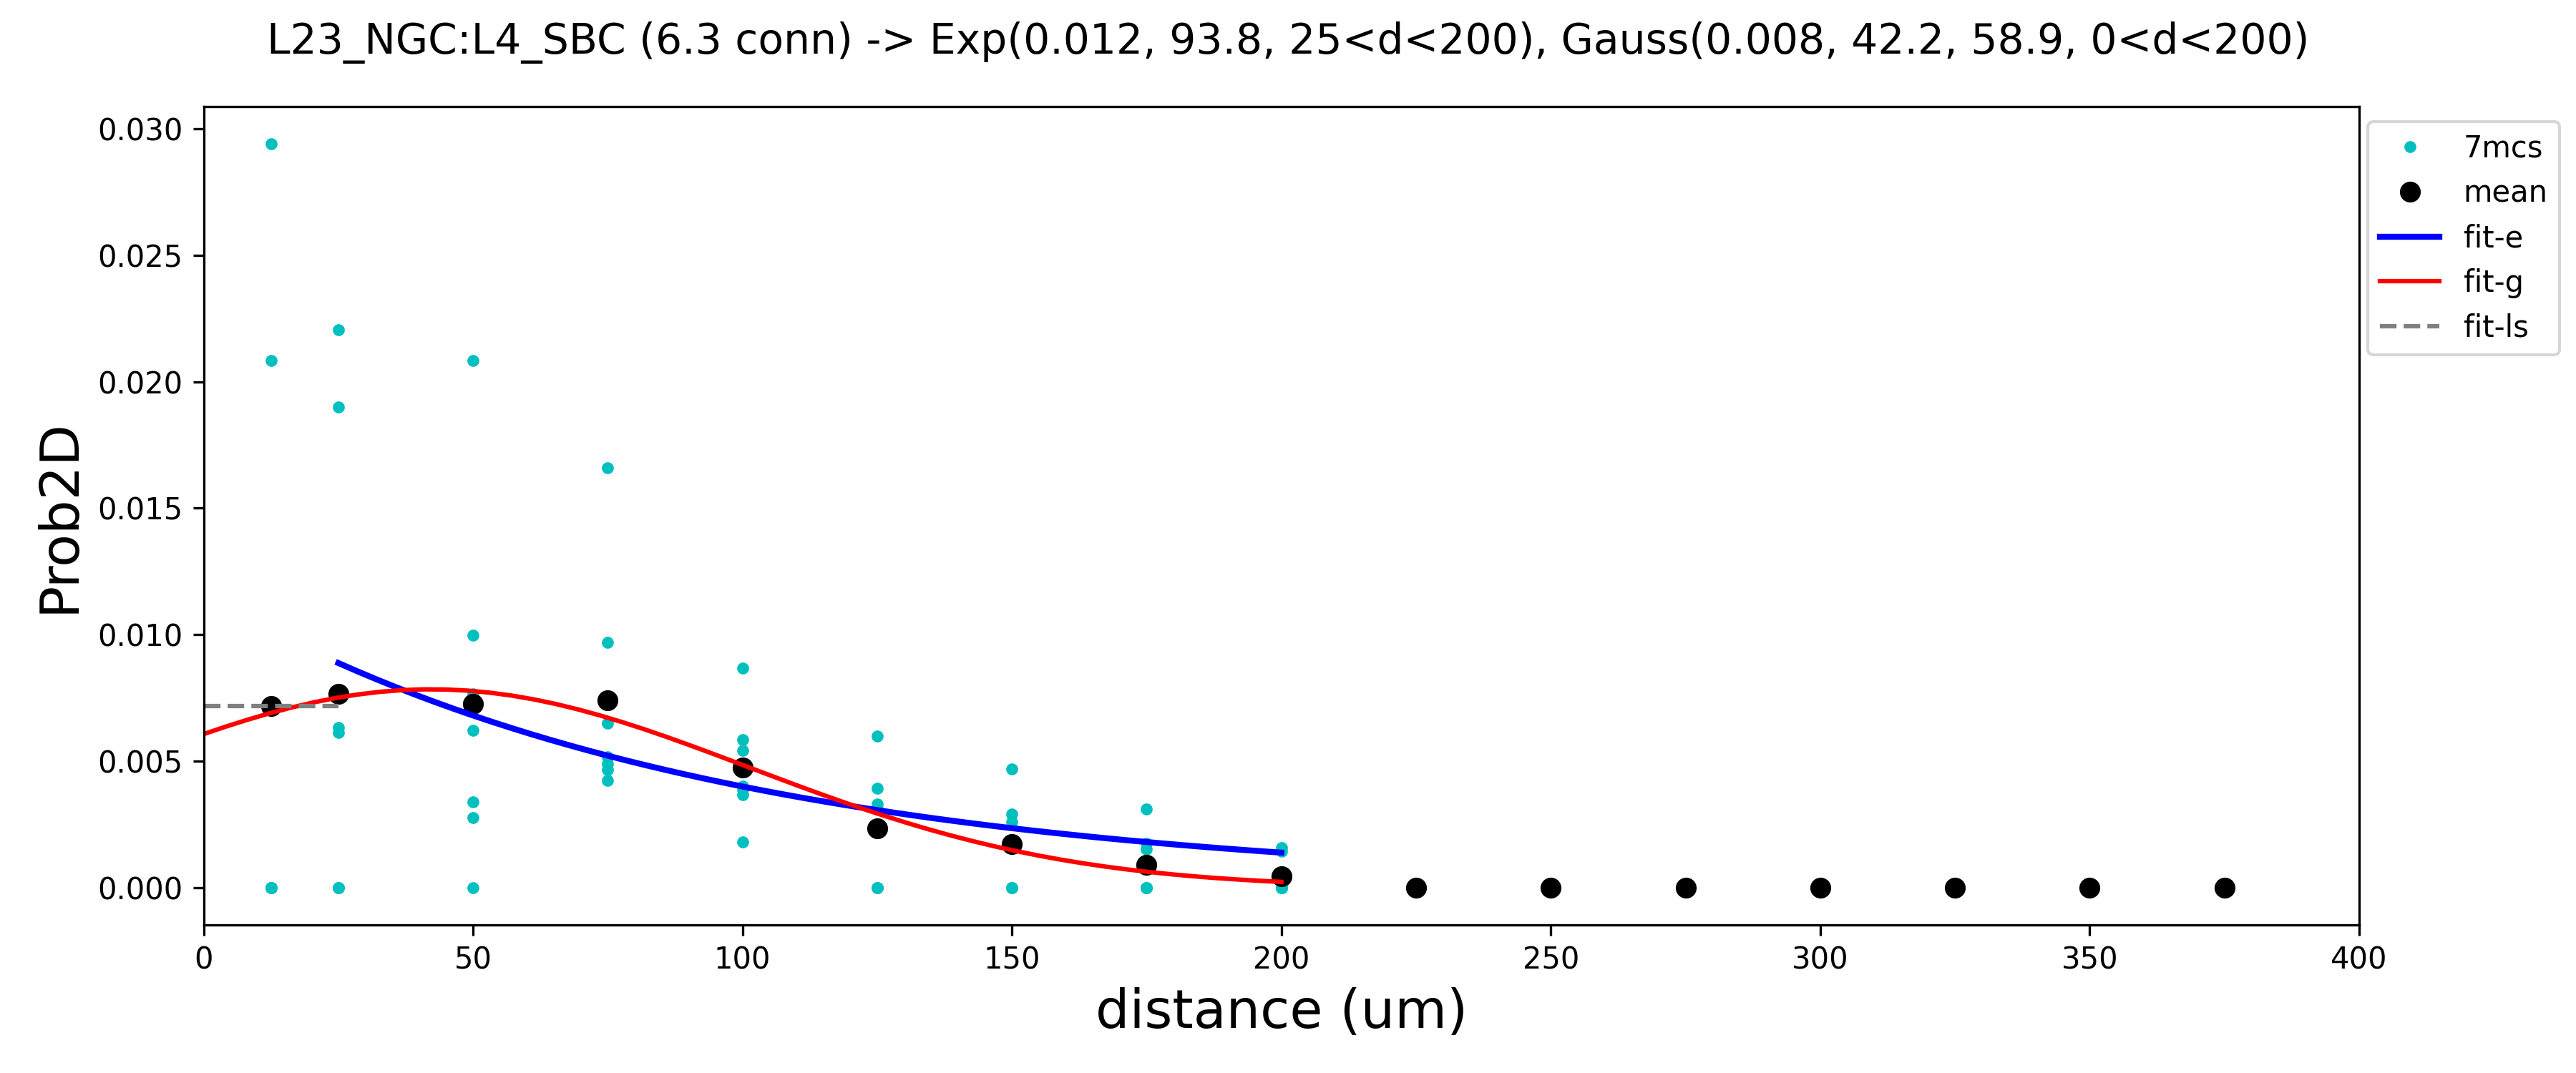 L23_NGC:L4_SBC (6.3 conn) -> Exp(0.012, 93.8, 25<d<200), Gauss(0.008, 42.2, 58.9, 0<d<200)
0.030
0.025
0.020
0.015
0.010
0.005
0.000
Prob2D
0 50 100 150 200 250 300 350 400
distance (um)
7mcs
mean
fit-e
fit-g
fit-ls